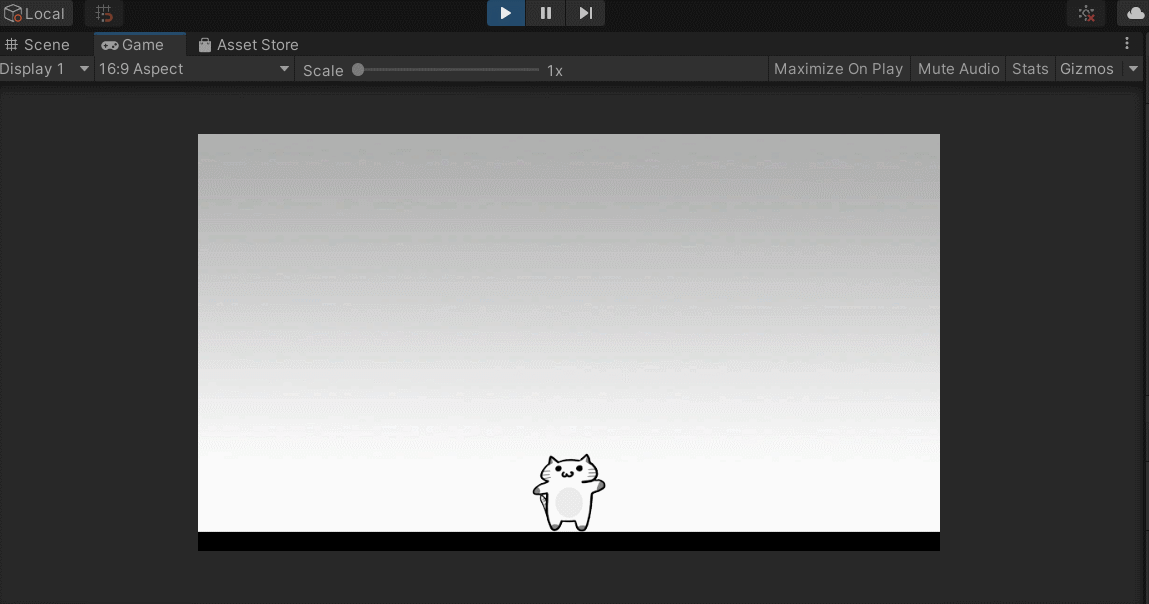 Local
Scene Game Asset Store
Display 1 16:9 Aspect Scale 1x Maximize On Play Mute Audio Stats Gizmos